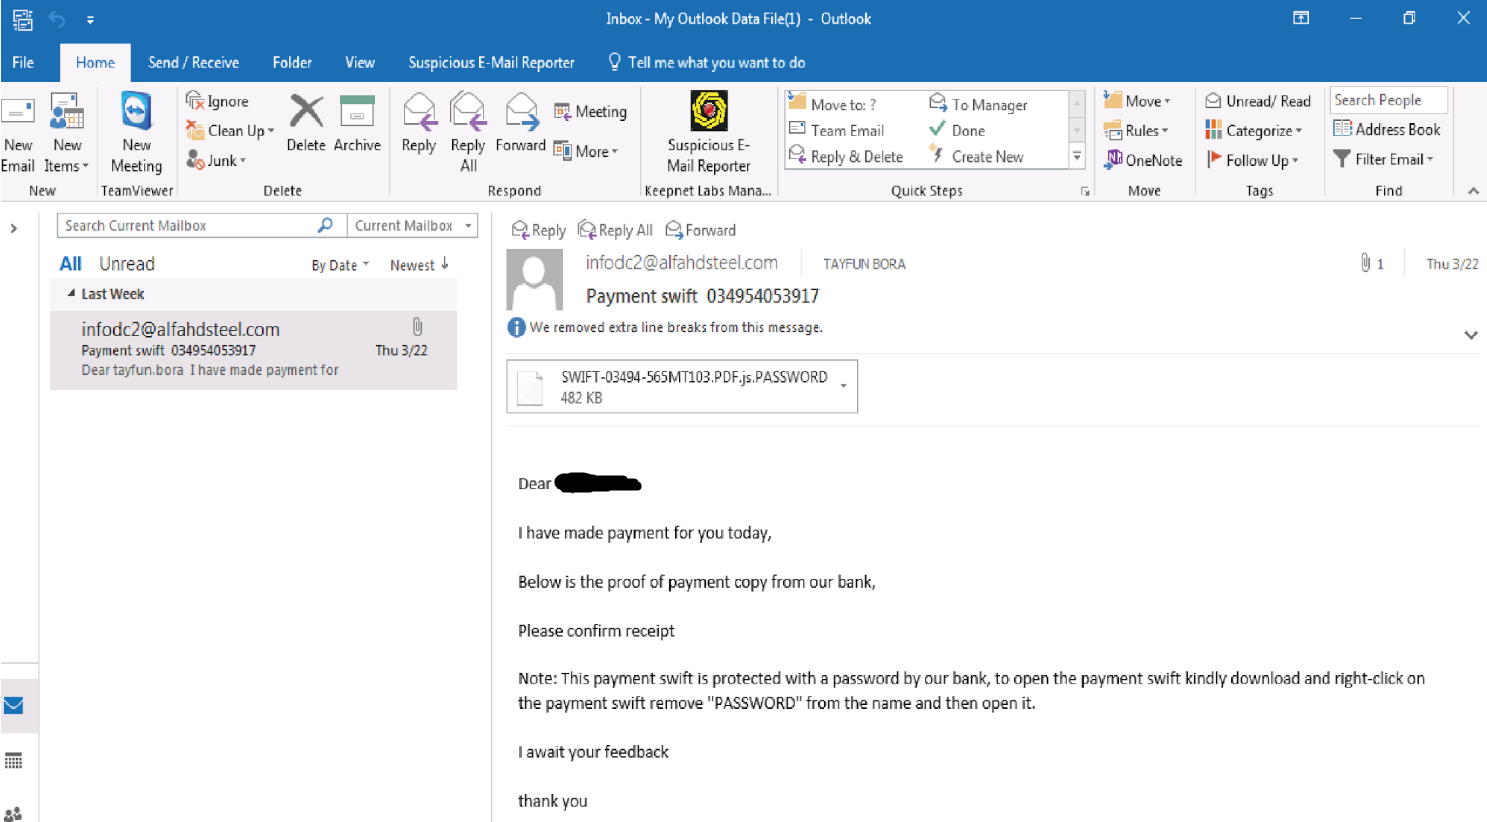 Inbox - My Outlook Data File(1) - Outlook
File Home Send / Receive Folder View Suspicious E-Mail Reporter Tell me what you want to do
New Email
New Items
New
New Meeting
TeamViewer
Ignore
Clean Up
Junk
Delete
Archive
Delete
Reply
Reply All
Forward
Meeting
More
Respond
Suspicious E-
Mail Reporter
Keepnet Labs Mana...
Move to: ?
Team Email
Reply & Delete
To Manager
Done
Create New
Quick Steps
Move
Rules
OneNote
Move
Unread/ Read
Categorize
Follow Up
Tags
Search People
Address Book
Filter Email
Find
Search Current Mailbox Current Mailbox
All Unread By Date Newest
Last Week
infodc2@alfahdsteel.com
Payment swift 034954053917 Thu 3/22
Dear tayfun.bora I have made payment for
Reply Reply All Forward
infodc2@alfahdsteel.com TAYFUN BORA 1 Thu 3/22
Payment swift 034954053917
We removed extra line breaks from this message.
SWIFT-03494-565MT103.PDF.js.PASSWORD
482 KB
Dear
I have made payment for you today,
Below is the proof of payment copy from our bank,
Please confirm receipt
Note: This payment swift is protected with a password by our bank, to open the payment swift kindly download and right-click on
the payment swift remove "PASSWORD" from the name and then open it.
I await your feedback
thank you